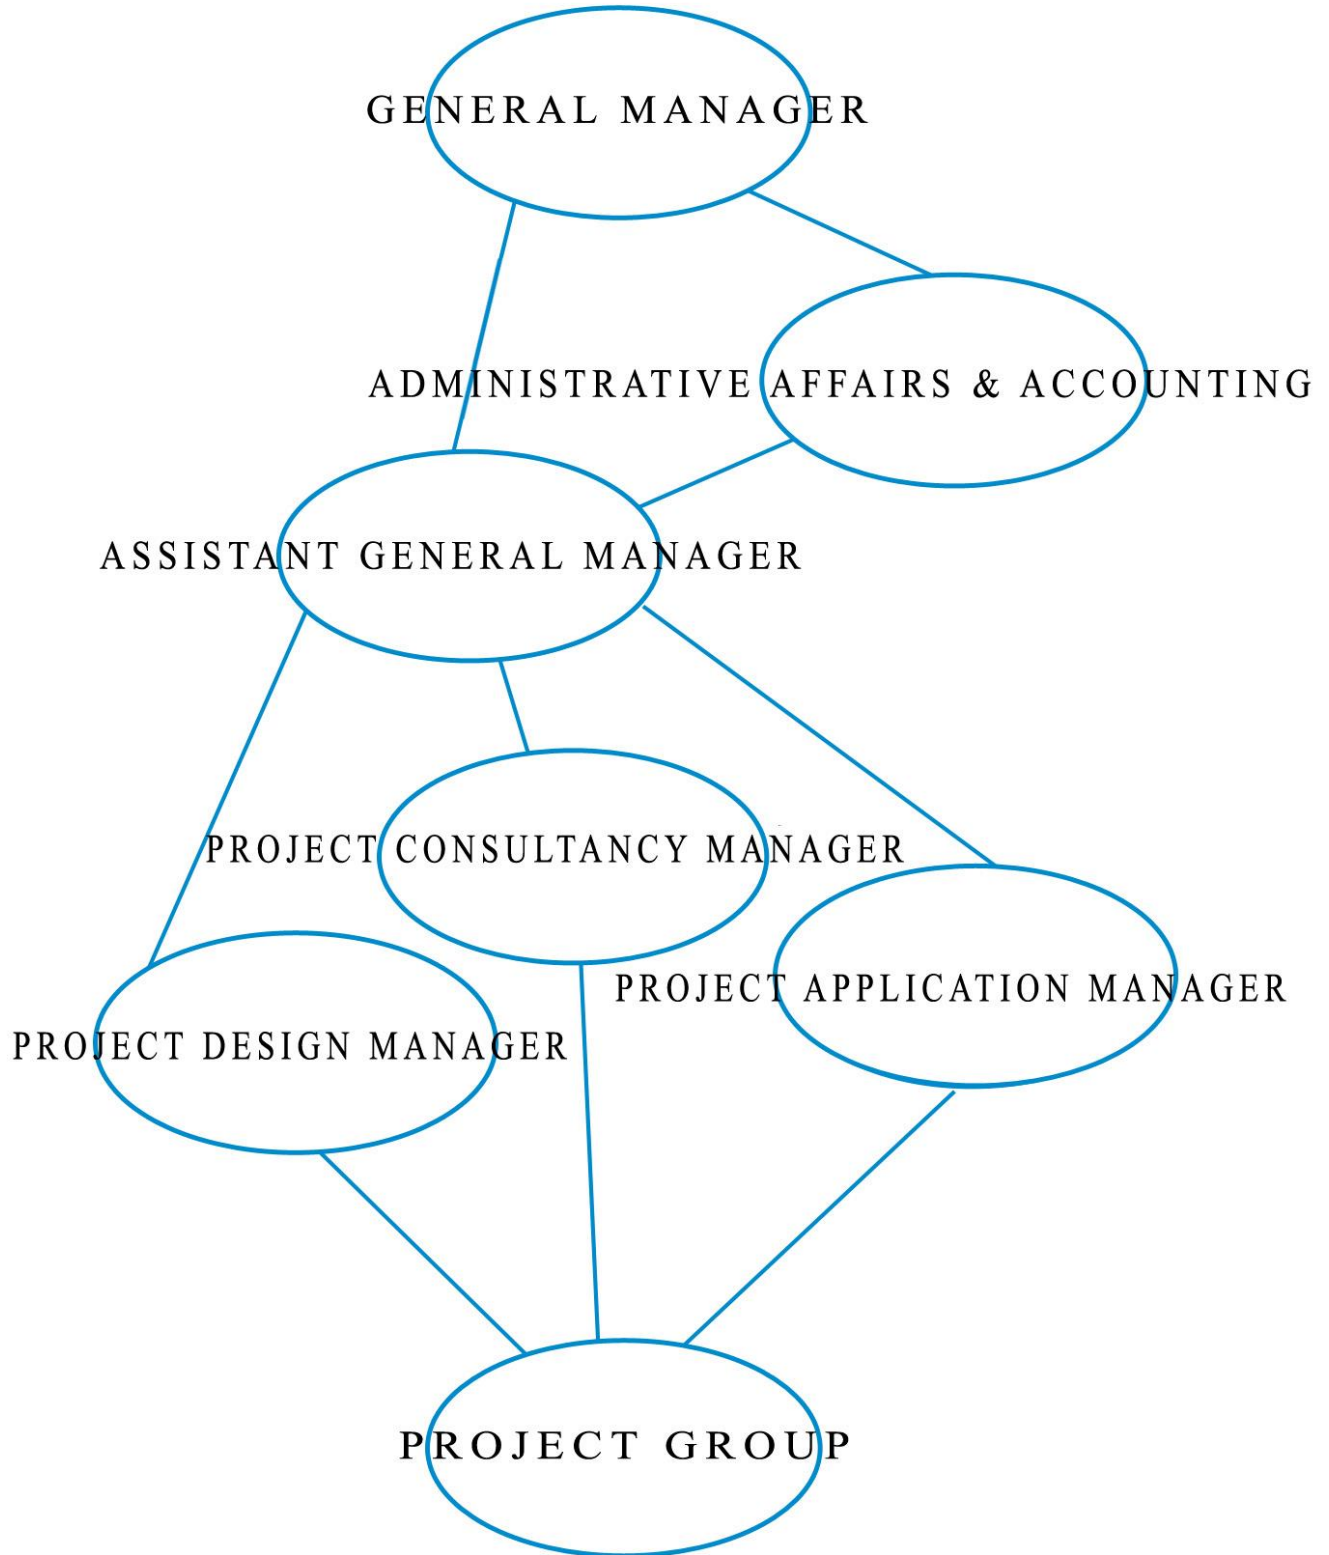 GENERAL MANAGER
ADMINISTRATIVE AFFAIRS & ACCOUNTING
ASSISTANT GENERAL MANAGER
PROJECT CONSULTANCY MANAGER
PROJECT APPLICATION MANAGER
PROJECT DESIGN MANAGER
PROJECT GROUP